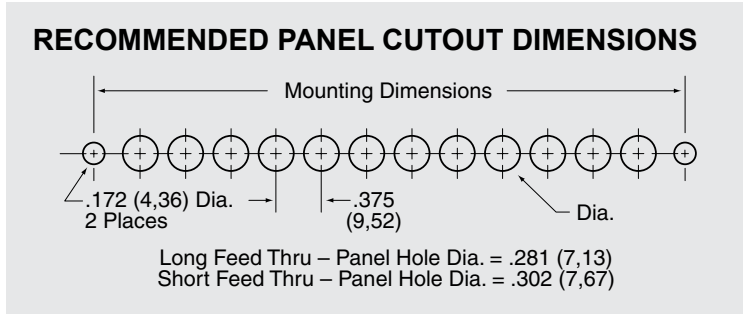 RECOMMENDED PANEL CUTOUT DIMENSIONS
Mounting Dimensions
.172 (4,36) Dia.
2 Places
.375
(9,52)
Dia.
Long Feed Thru – Panel Hole Dia. = .281 (7,13)
Short Feed Thru – Panel Hole Dia. = .302 (7,67)